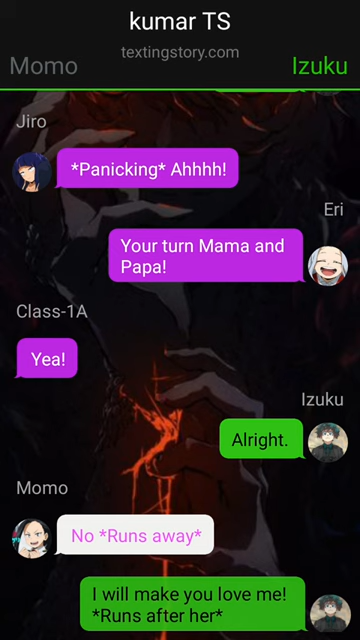 kumar TS
textingstory.com
Momo
Izuku
Jiro
*Panicking* Ahhhh!
Eri
Your turn Mama and
Papa!
Class-1A
Yea!
Izuku
Alright.
Momo
No *Runs away*
I will make you love me!
*Runs after her*